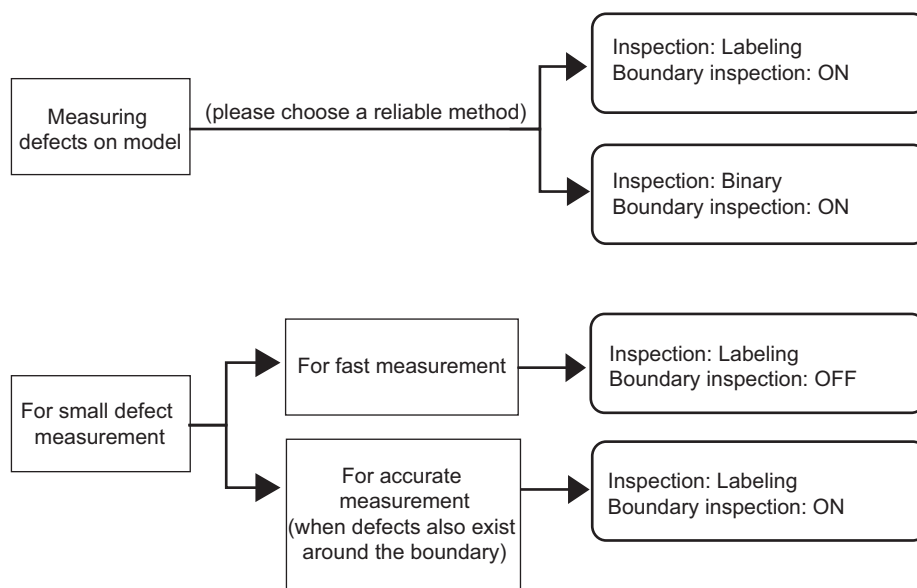 Measuring
defects on model
(please choose a reliable method)
Inspection: Labeling
Boundary inspection: ON
Inspection: Binary
Boundary inspection: ON
For small defect
measurement
For fast measurement
Inspection: Labeling
Boundary inspection: OFF
For accurate
measurement
(when defects also exist
around the boundary)
Inspection: Labeling
Boundary inspection: ON